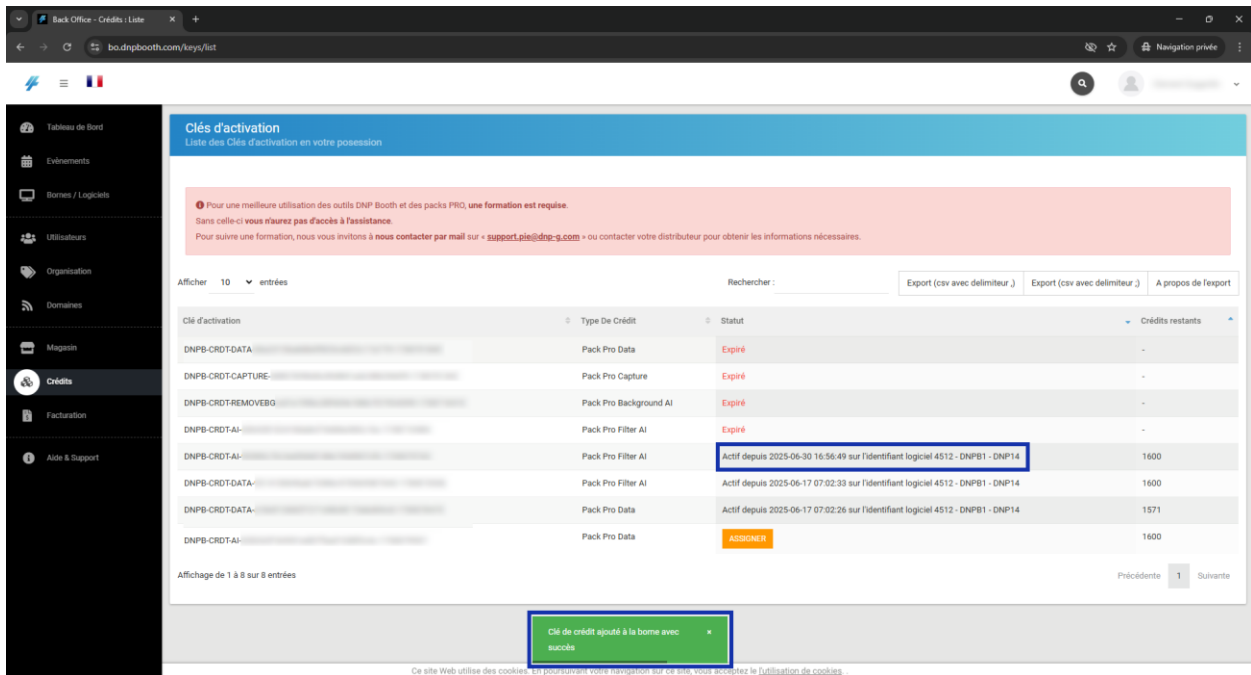 Back Office - Crédits : Liste
bo.dnpbooth.com/keys/list
Navigation privée
Tableau de Bord
Evènements
Bornes / Logiciels
Utilisateurs
Organisation
Domaines
Magasin
Crédits
Facturation
Aide & Support
Clés d'activation
Liste des Clés d'activation en votre posession
Pour une meilleure utilisation des outils DNP Booth et des packs PRO, une formation est requise.
Sans celle-ci vous n'aurez pas d'accès à l'assistance.
Pour suivre une formation, nous vous invitons à nous contacter par mail sur « support.pie@dnp-g.com » ou contacter votre distributeur pour obtenir les informations nécessaires.
Afficher 10 entrées
Rechercher :
Export (csv avec delimiteur ,) Export (csv avec delimiteur ;) A propos de l'export
Clé d'activation Type De Crédit Statut Crédits restants
DNPB-CRDT-DATA Pack Pro Data Expiré -
DNPB-CRDT-CAPTURE- Pack Pro Capture Expiré -
DNPB-CRDT-REMOVEBG Pack Pro Background AI Expiré -
DNPB-CRDT-AI- Pack Pro Filter AI Expiré -
DNPB-CRDT-AI- Pack Pro Filter AI Actif depuis 2025-06-30 16:56:49 sur l'identifiant logiciel 4512 - DNPB1 - DNP14 1600
DNPB-CRDT-DATA- Pack Pro Filter AI Actif depuis 2025-06-17 07:02:33 sur l'identifiant logiciel 4512 - DNPB1 - DNP14 1600
DNPB-CRDT-DATA- Pack Pro Data Actif depuis 2025-06-17 07:02:26 sur l'identifiant logiciel 4512 - DNPB1 - DNP14 1571
DNPB-CRDT-AI- Pack Pro Data ASSIGNER 1600
Affichage de 1 à 8 sur 8 entrées
Précédente 1 Suivante
Clé de crédit ajouté à la borne avec
succès
Ce site Web utilise des cookies. En poursuivant votre navigation sur ce site, vous acceptez le l'utilisation de cookies. .